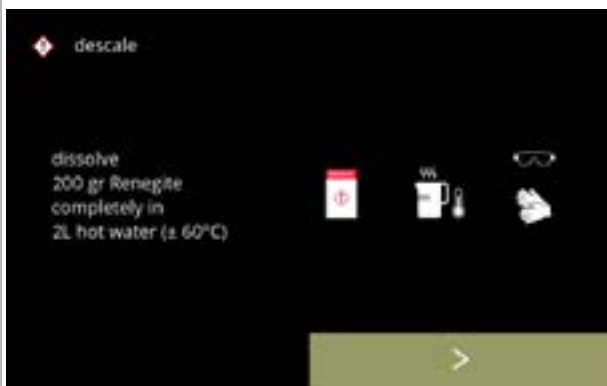 descale
dissolve
200 gr Renegite
completely in
2L hot water (± 60°C)
>